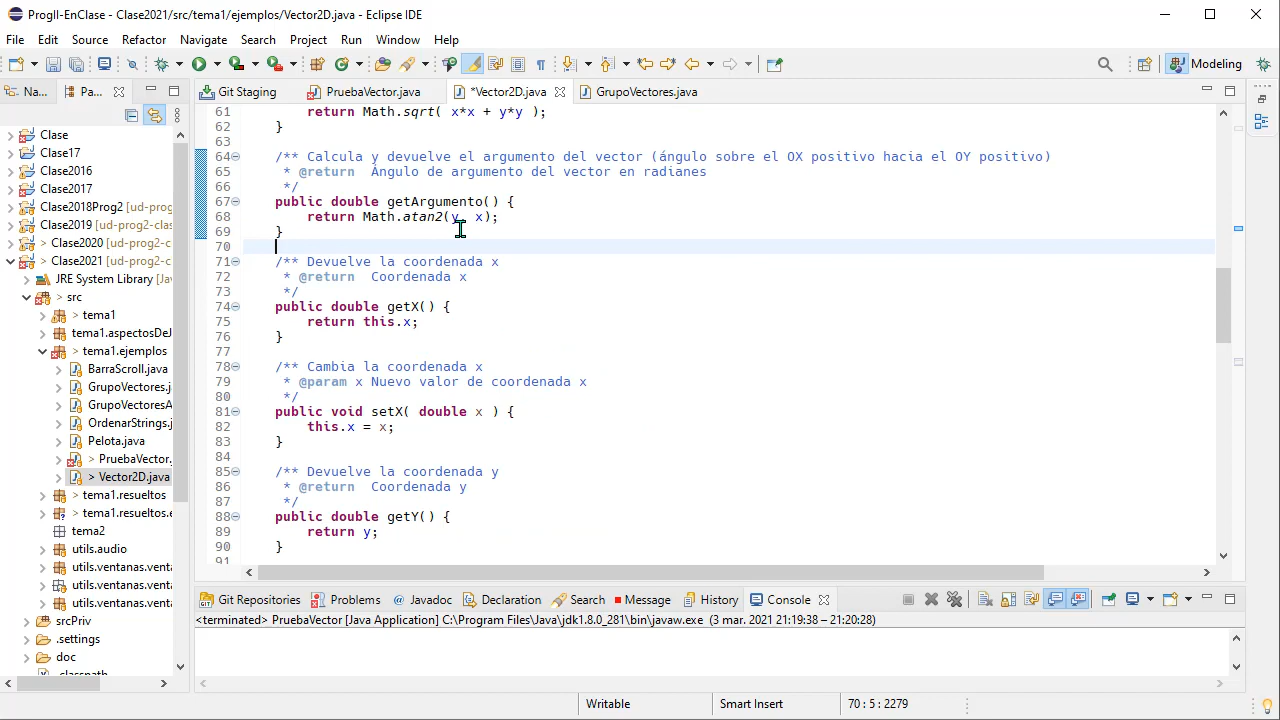 ProgII-EnClase - Clase2021/src/tema1/ejemplos/Vector2D.java - Eclipse IDE
File Edit Source Refactor Navigate Search Project Run Window Help
Modeling
Na... Pa... Git Staging PruebaVector.java *Vector2D.java GrupoVectores.java
Clase
Clase17
Clase2016
Clase2017
Clase2018Prog2 [ud-prog2
Clase2019 [ud-prog2-clase
> Clase2020 [ud-prog2-c
> Clase2021 [ud-prog2-c
JRE System Library [Jav
> src
> tema1
tema1.aspectosDeJ
> tema1.ejemplos
BarraScroll.java
GrupoVectores.j
GrupoVectoresA
OrdenarStrings.j
Pelota.java
> PruebaVector.
> Vector2D.java
> tema1.resueltos
> tema1.resueltos.e
tema2
utils.audio
utils.ventanas.venta
utils.ventanas.venta
utils.ventanas.venta
srcPriv
.settings
doc
.classpath
61 return Math.sqrt( x*x + y*y );
62 }
63
64 /** Calcula y devuelve el argumento del vector (ángulo sobre el OX positivo hacia el OY positivo)
65 * @return Ángulo de argumento del vector en radianes
66 */
67 public double getArgumento() {
68 return Math.atan2(y, x);
69 }
70
71 /** Devuelve la coordenada x
72 * @return Coordenada x
73 */
74 public double getX() {
75 return this.x;
76 }
77
78 /** Cambia la coordenada x
79 * @param x Nuevo valor de coordenada x
80 */
81 public void setX( double x ) {
82 this.x = x;
83 }
84
85 /** Devuelve la coordenada y
86 * @return Coordenada y
87 */
88 public double getY() {
89 return y;
90 }
91
Git Repositories Problems @ Javadoc Declaration Search Message History Console
<terminated> PruebaVector [Java Application] C:\Program Files\Java\jdk1.8.0_281\bin\javaw.exe (3 mar. 2021 21:19:38 – 21:20:28)
Writable Smart Insert 70 : 5 : 2279